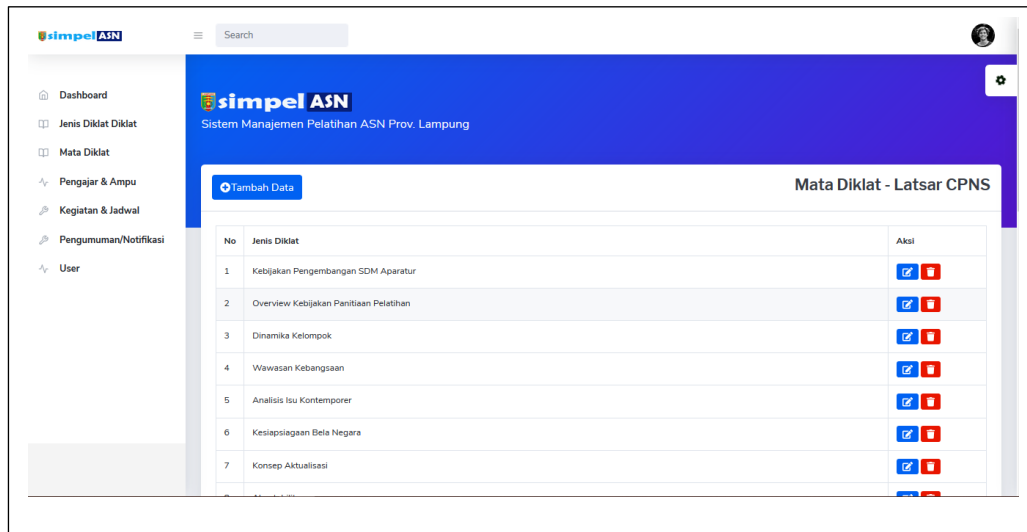 simpel ASN
Search
Dashboard
Jenis Diklat Diklat
Mata Diklat
Pengajar & Ampu
Kegiatan & Jadwal
Pengumuman/Notifikasi
User
simpel ASN
Sistem Manajemen Pelatihan ASN Prov. Lampung
Tambah Data
Mata Diklat - Latsar CPNS
No Jenis Diklat Aksi
1 Kebijakan Pengembangan SDM Aparatur
2 Overview Kebijakan Panitiaan Pelatihan
3 Dinamika Kelompok
4 Wawasan Kebangsaan
5 Analisis Isu Kontemporer
6 Kesiapsiagaan Bela Negara
7 Konsep Aktualisasi